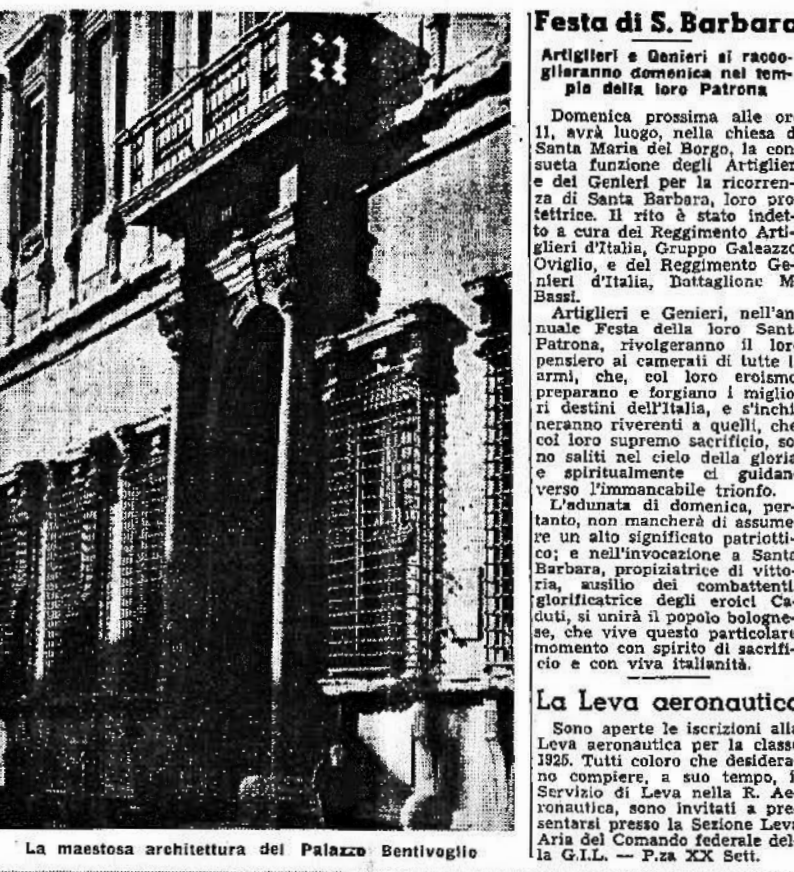 La maestosa architettura del Palazzo Bentivoglio
Festa di S. Barbara
Artiglieri e Genieri si racco-
glieranno domenica nel tem-
pio della loro Patrona
Domenica prossima alle or
11, avrà luogo, nella chiesa d
Santa Maria del Borgo, la con
sueta funzione degli Artiglier
e dei Genieri per la ricorren-
za di Santa Barbara, loro pro
tettrice. Il rito è stato indet-
to a cura del Reggimento Arti-
glieri d'Italia, Gruppo Galeazzo
Oviglio, e del Reggimento Ge-
nieri d'Italia, Battaglione M
Bassi.
Artiglieri e Genieri, nell'an
nuale Festa della loro Sant
Patrona, rivolgeranno il lor
pensiero ai camerati di tutte l
armi, che, col loro eroismo
preparano e forgiano i miglio
ri destini dell'Italia, e s'inchi
neranno riverenti a quelli, che
col loro supremo sacrificio, so
no saliti nel cielo della gloria
e spiritualmente ci guidan
verso l'immancabile trionfo.
L'adunata di domenica, per-
tanto, non mancherà di assume-
re un alto significato patriotti-
co; e nell'invocazione a Santa
Barbara, propiziatrice di vitto-
ria, ausilio dei combattenti
glorificatrice degli eroici Ca-
duti, si unirà il popolo bologne-
se, che vive questo particolare
momento con spirito di sacrifi-
cio e con viva italianità.
La Leva aeronautica
Sono aperte le iscrizioni alla
Leva aeronautica per la classe
1925. Tutti coloro che desidera-
no compiere, a suo tempo, i
Servizio di Leva nella R. Ae-
ronautica, sono invitati a pre-
sentarsi presso la Sezione Leva
Aria del Comando federale del-
la G.I.L. — P.za XX Sett.